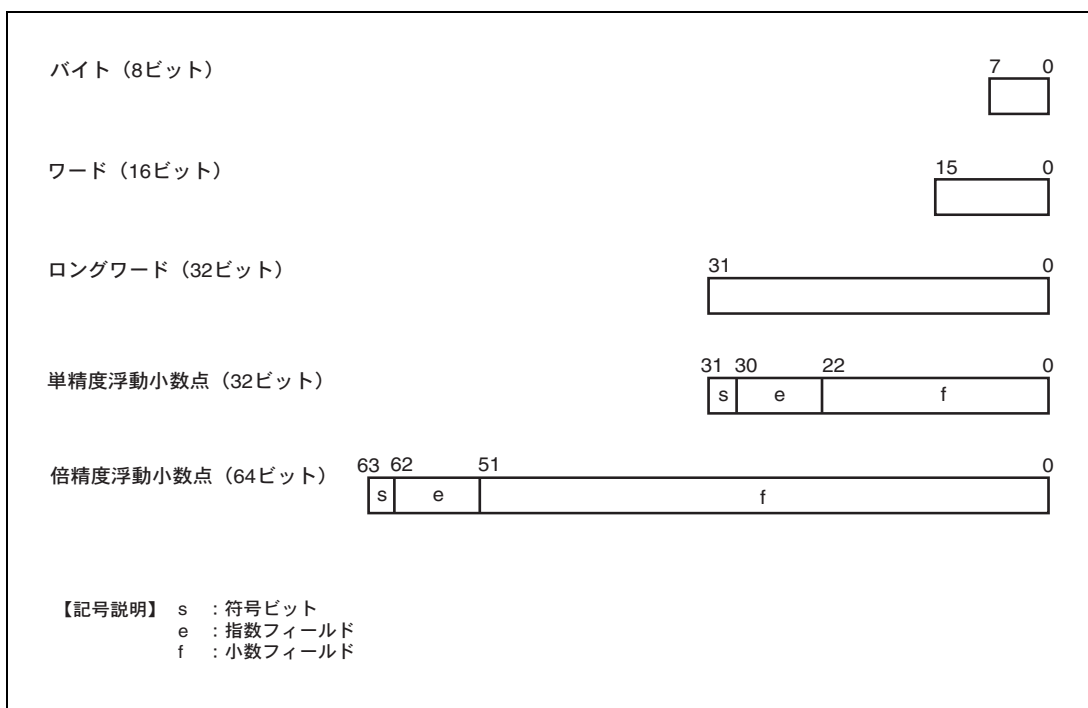 バイト（8ビット）
7 0
ワード（16ビット）
15 0
ロングワード（32ビット）
31 0
単精度浮動小数点（32ビット）
31 30 22 0
s e f
倍精度浮動小数点（64ビット）
63 62 51 0
s e f
【記号説明】 s ：符号ビット
e ：指数フィールド
f ：小数フィールド